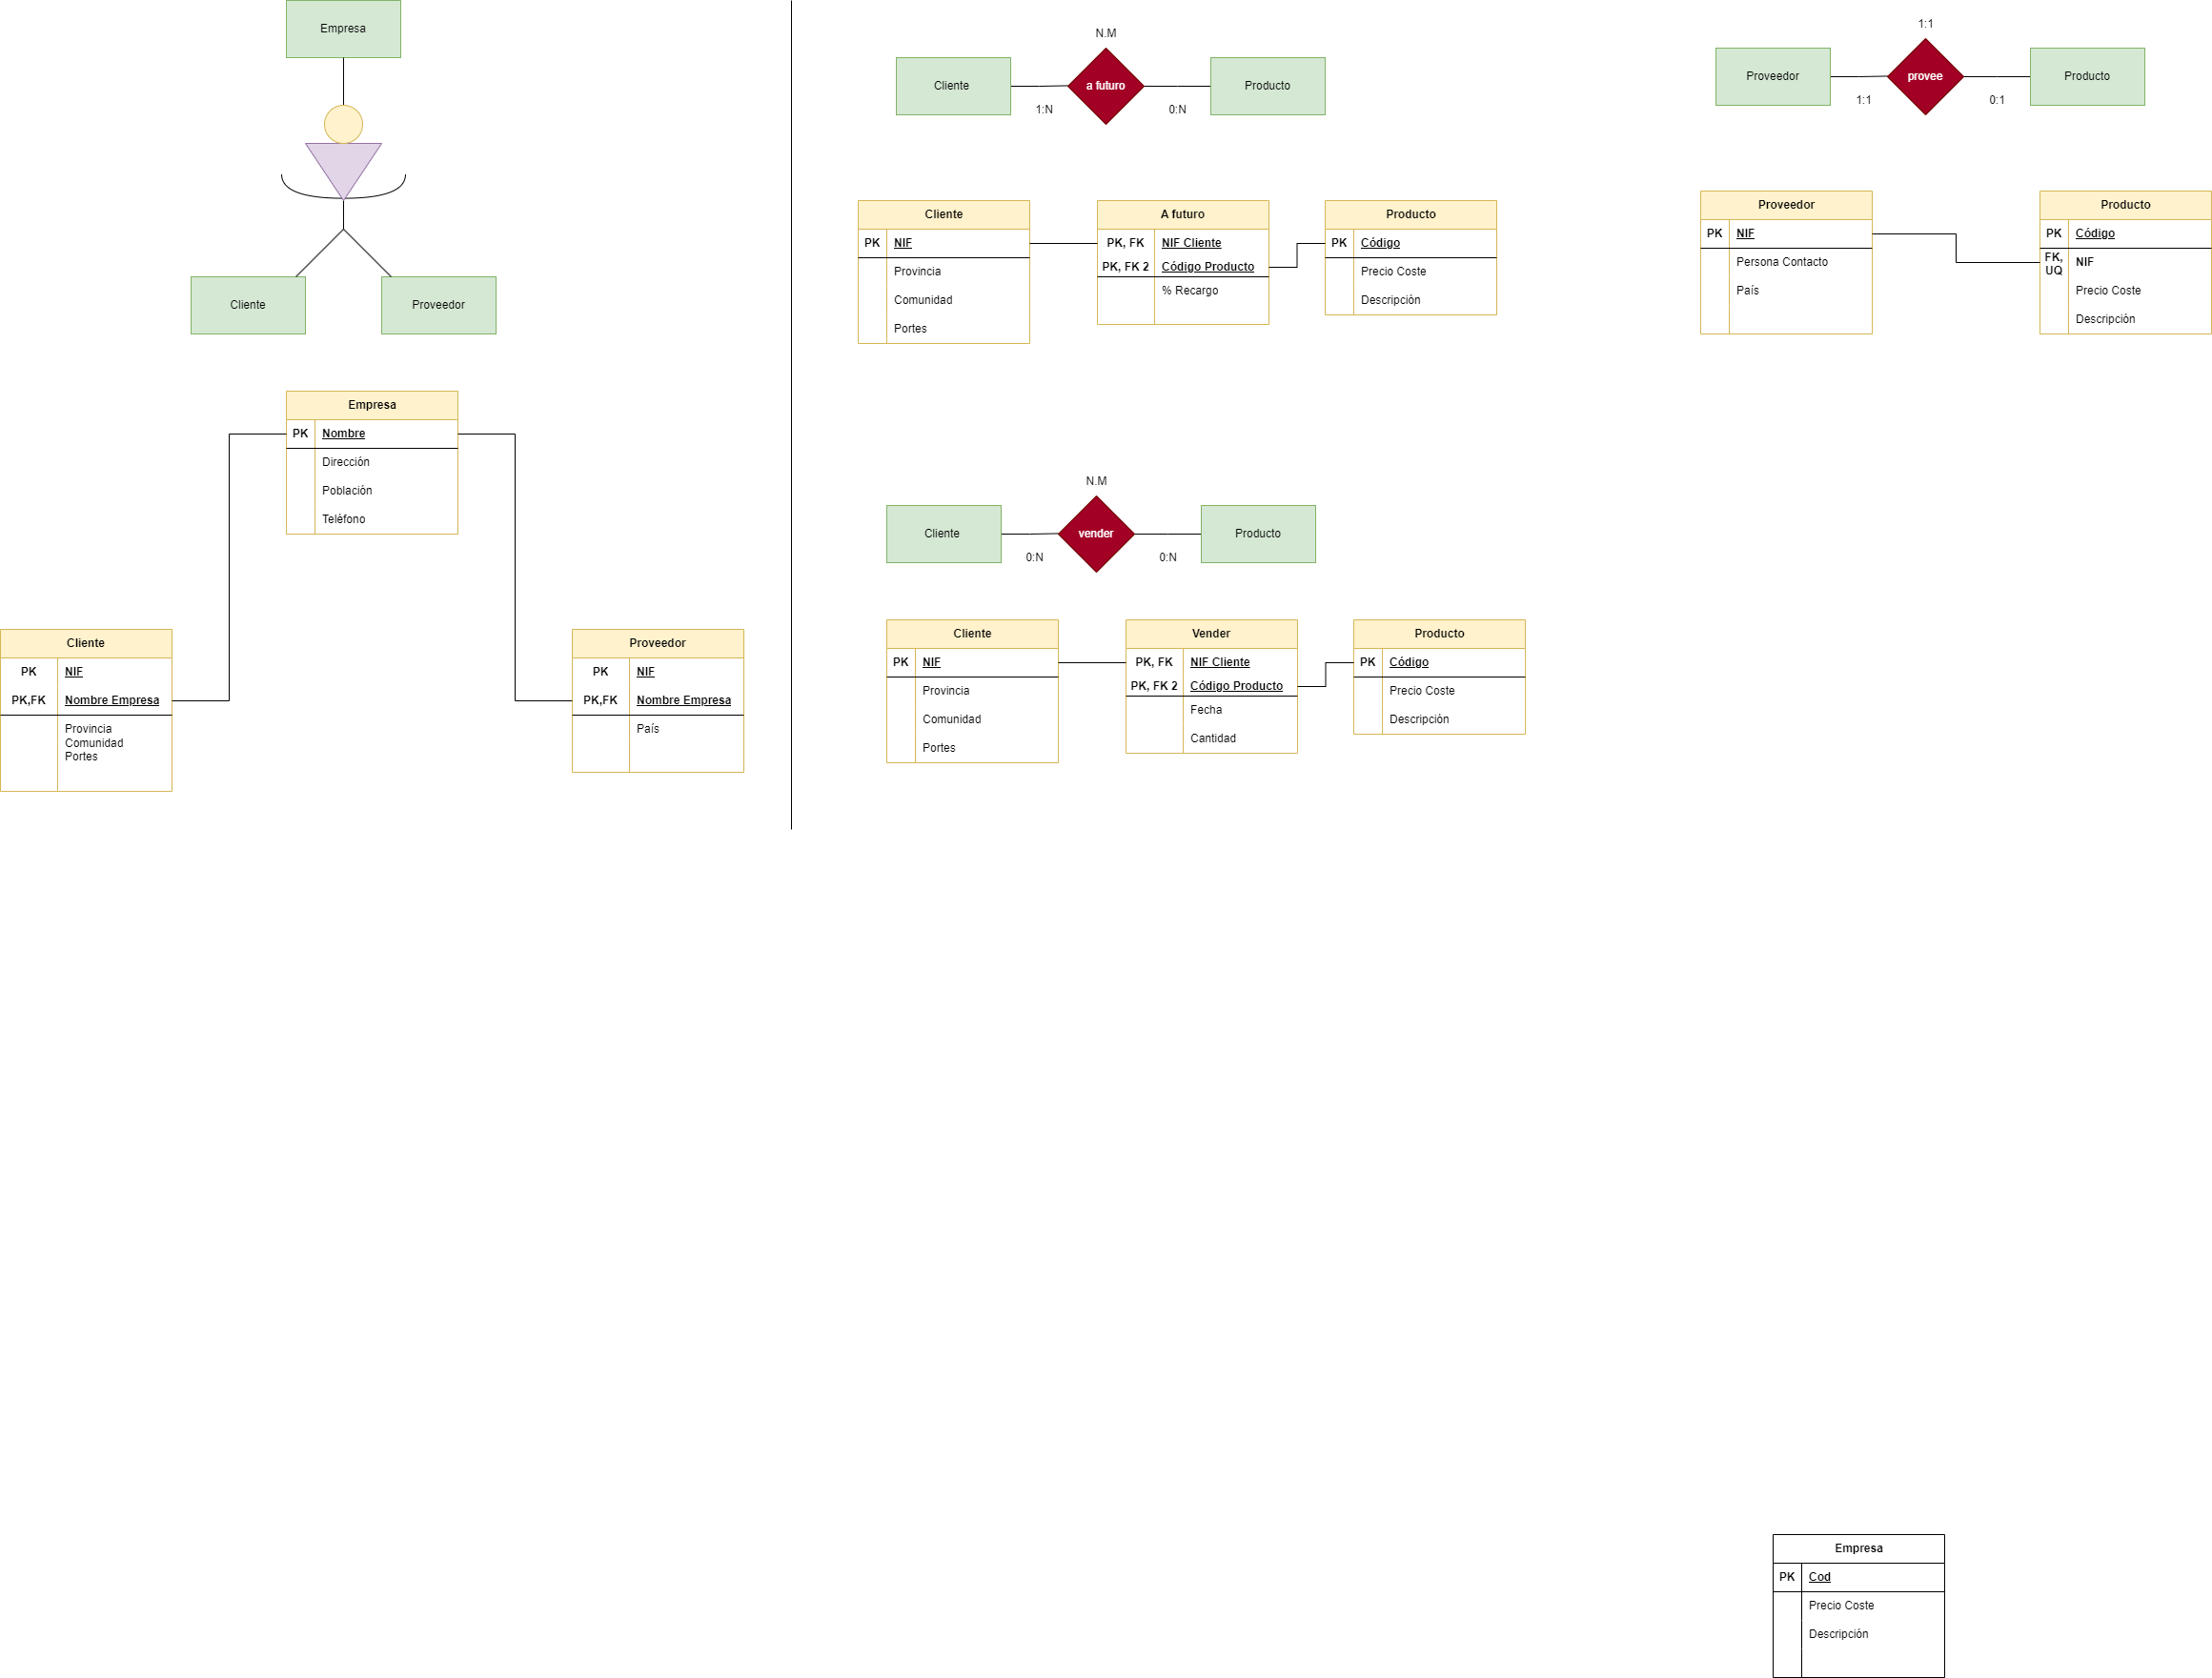 Empresa
Cliente
Proveedor
Empresa
PK Nombre
Dirección
Población
Teléfono
Cliente
PK NIF
PK,FK Nombre Empresa
Provincia
Comunidad
Portes
Proveedor
PK NIF
PK,FK Nombre Empresa
País
N.M
Cliente
a futuro
Producto
1:N
0:N
Cliente
PK NIF
Provincia
Comunidad
Portes
A futuro
PK, FK NIF Cliente
PK, FK 2 Código Producto
% Recargo
Producto
PK Código
Precio Coste
Descripción
N.M
Cliente
vender
Producto
0:N
0:N
Cliente
PK NIF
Provincia
Comunidad
Portes
Vender
PK, FK NIF Cliente
PK, FK 2 Código Producto
Fecha
Cantidad
Producto
PK Código
Precio Coste
Descripción
1:1
Proveedor
provee
Producto
1:1
0:1
Proveedor
PK NIF
Persona Contacto
País
Producto
PK Código
FK,
UQ NIF
Precio Coste
Descripción
Empresa
PK Cod
Precio Coste
Descripción